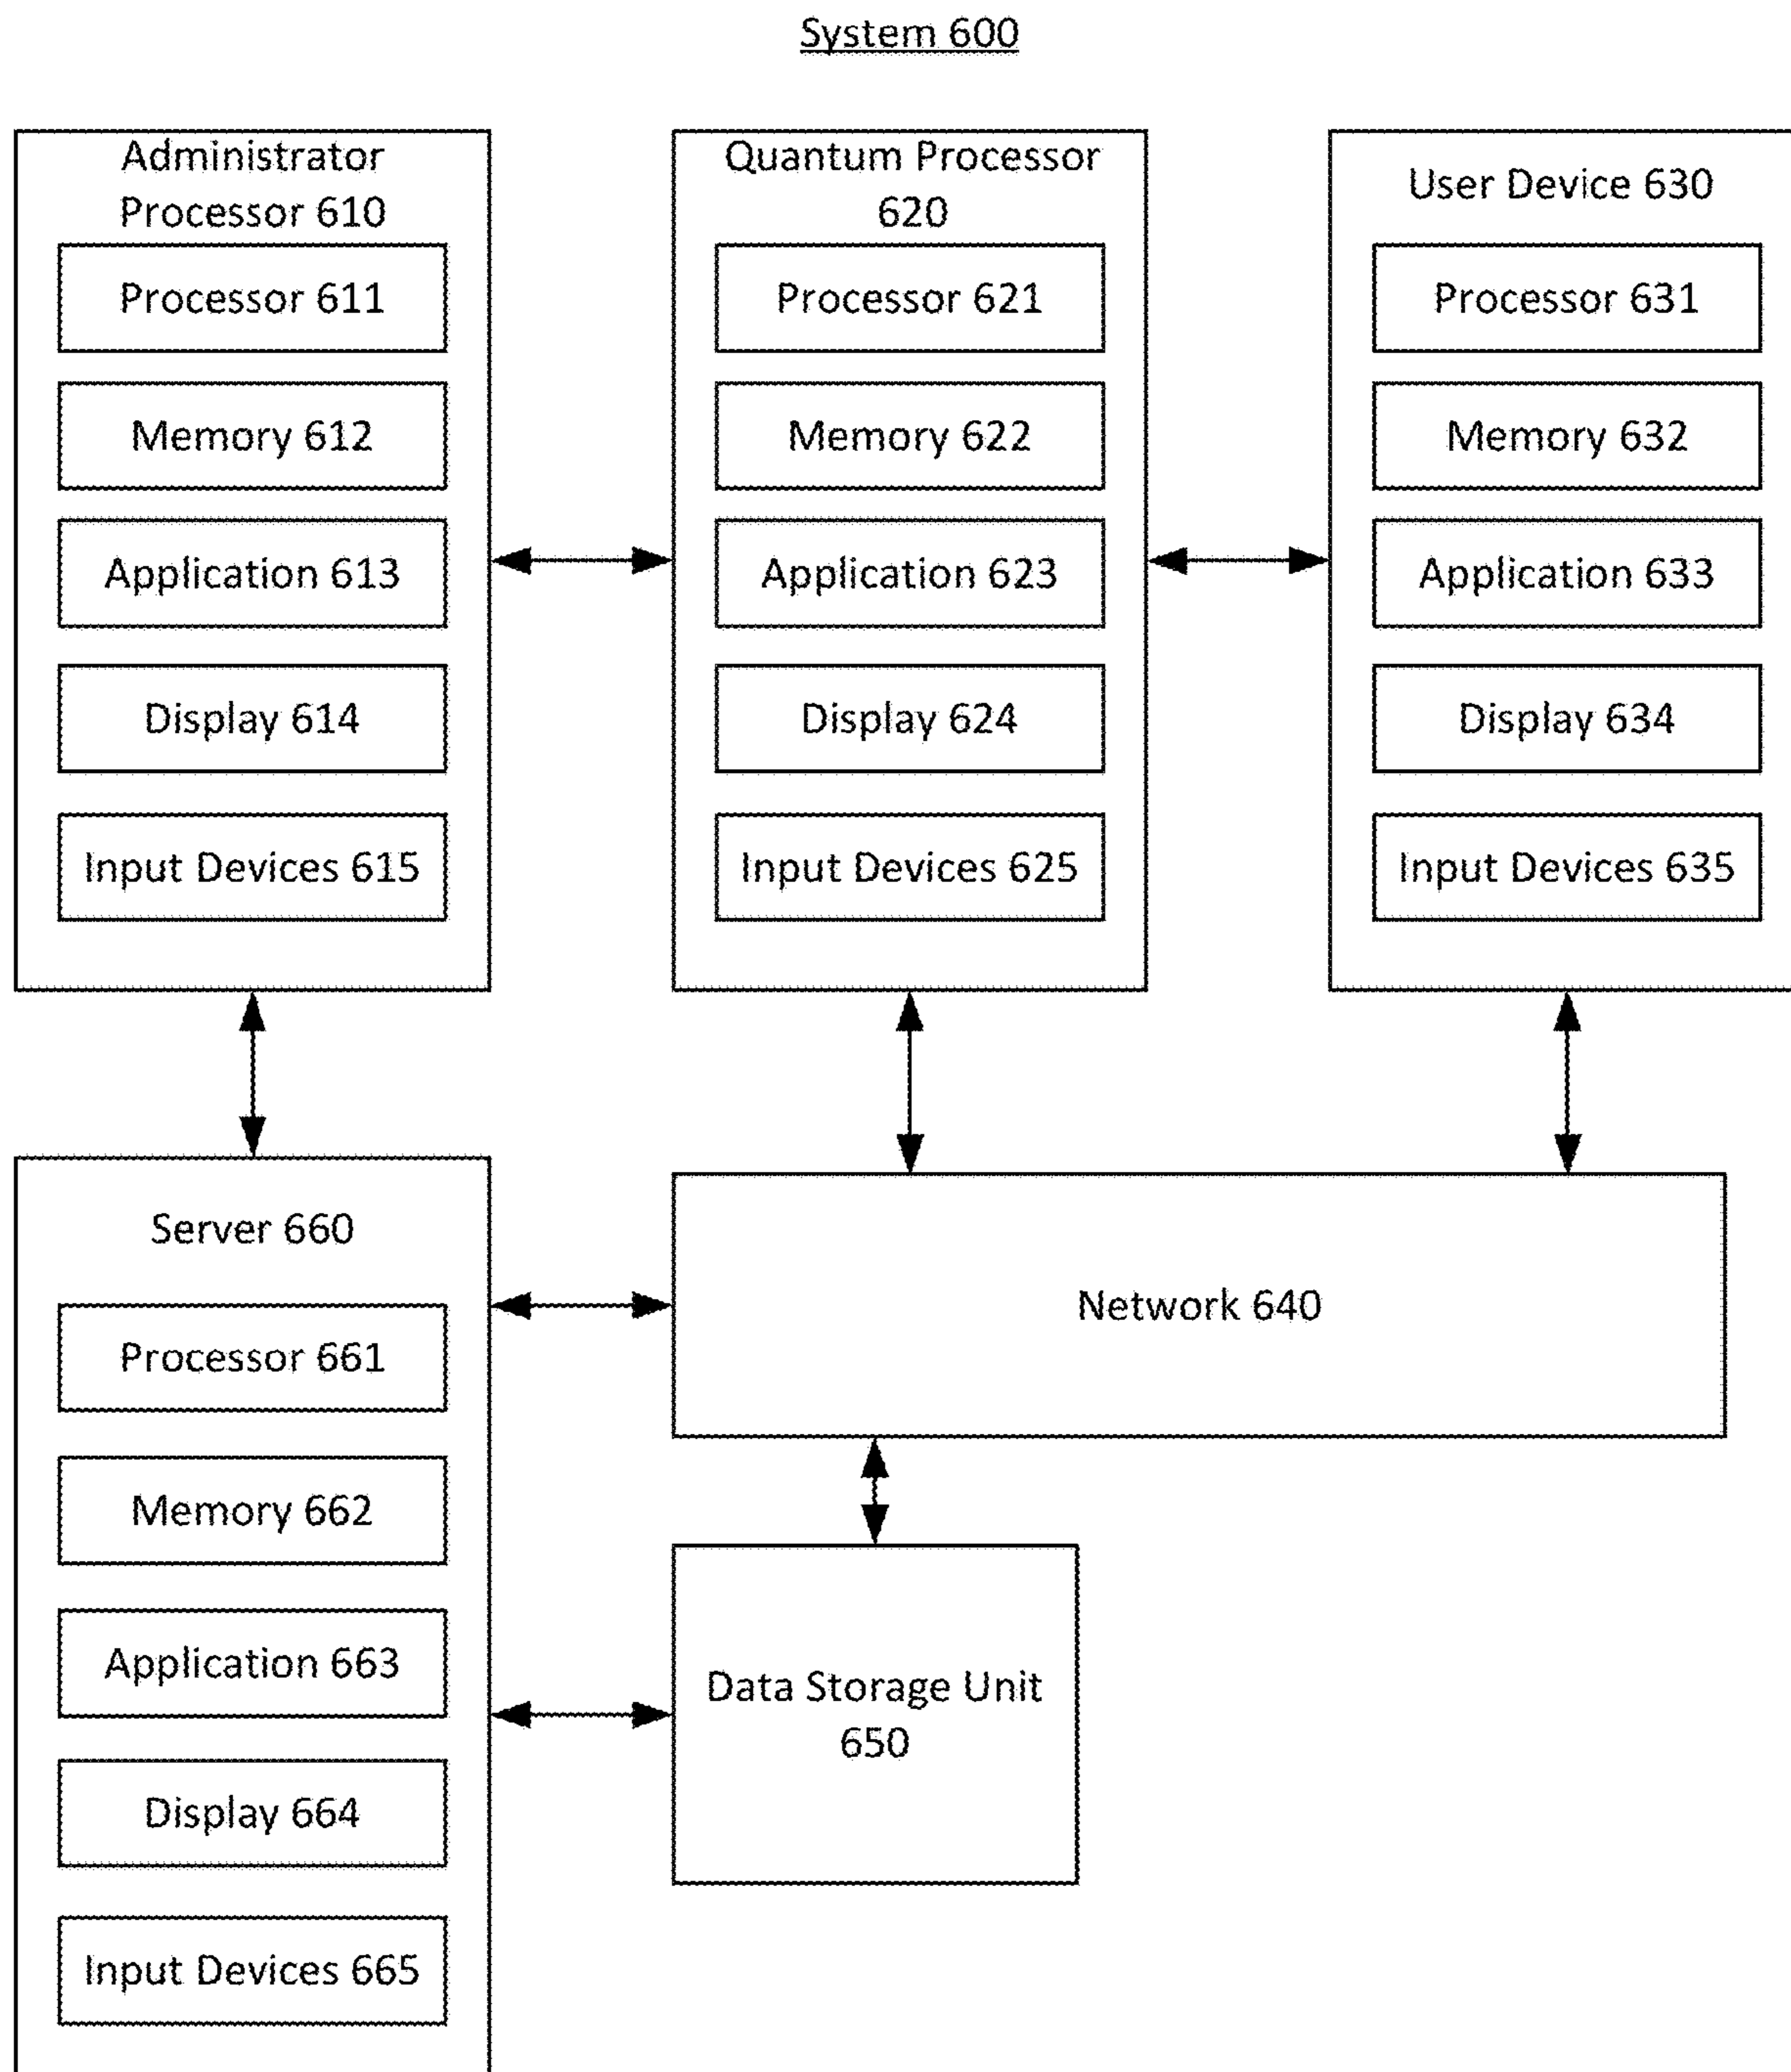 System 600
Administrator
Processor 610
Processor 611
Memory 612
Application 613
Display 614
Input Devices 615
Quantum Processor
620
Processor 621
Memory 622
Application 623
Display 624
Input Devices 625
User Device 630
Processor 631
Memory 632
Application 633
Display 634
Input Devices 635
Server 660
Processor 661
Memory 662
Application 663
Display 664
Input Devices 665
Network 640
Data Storage Unit
650